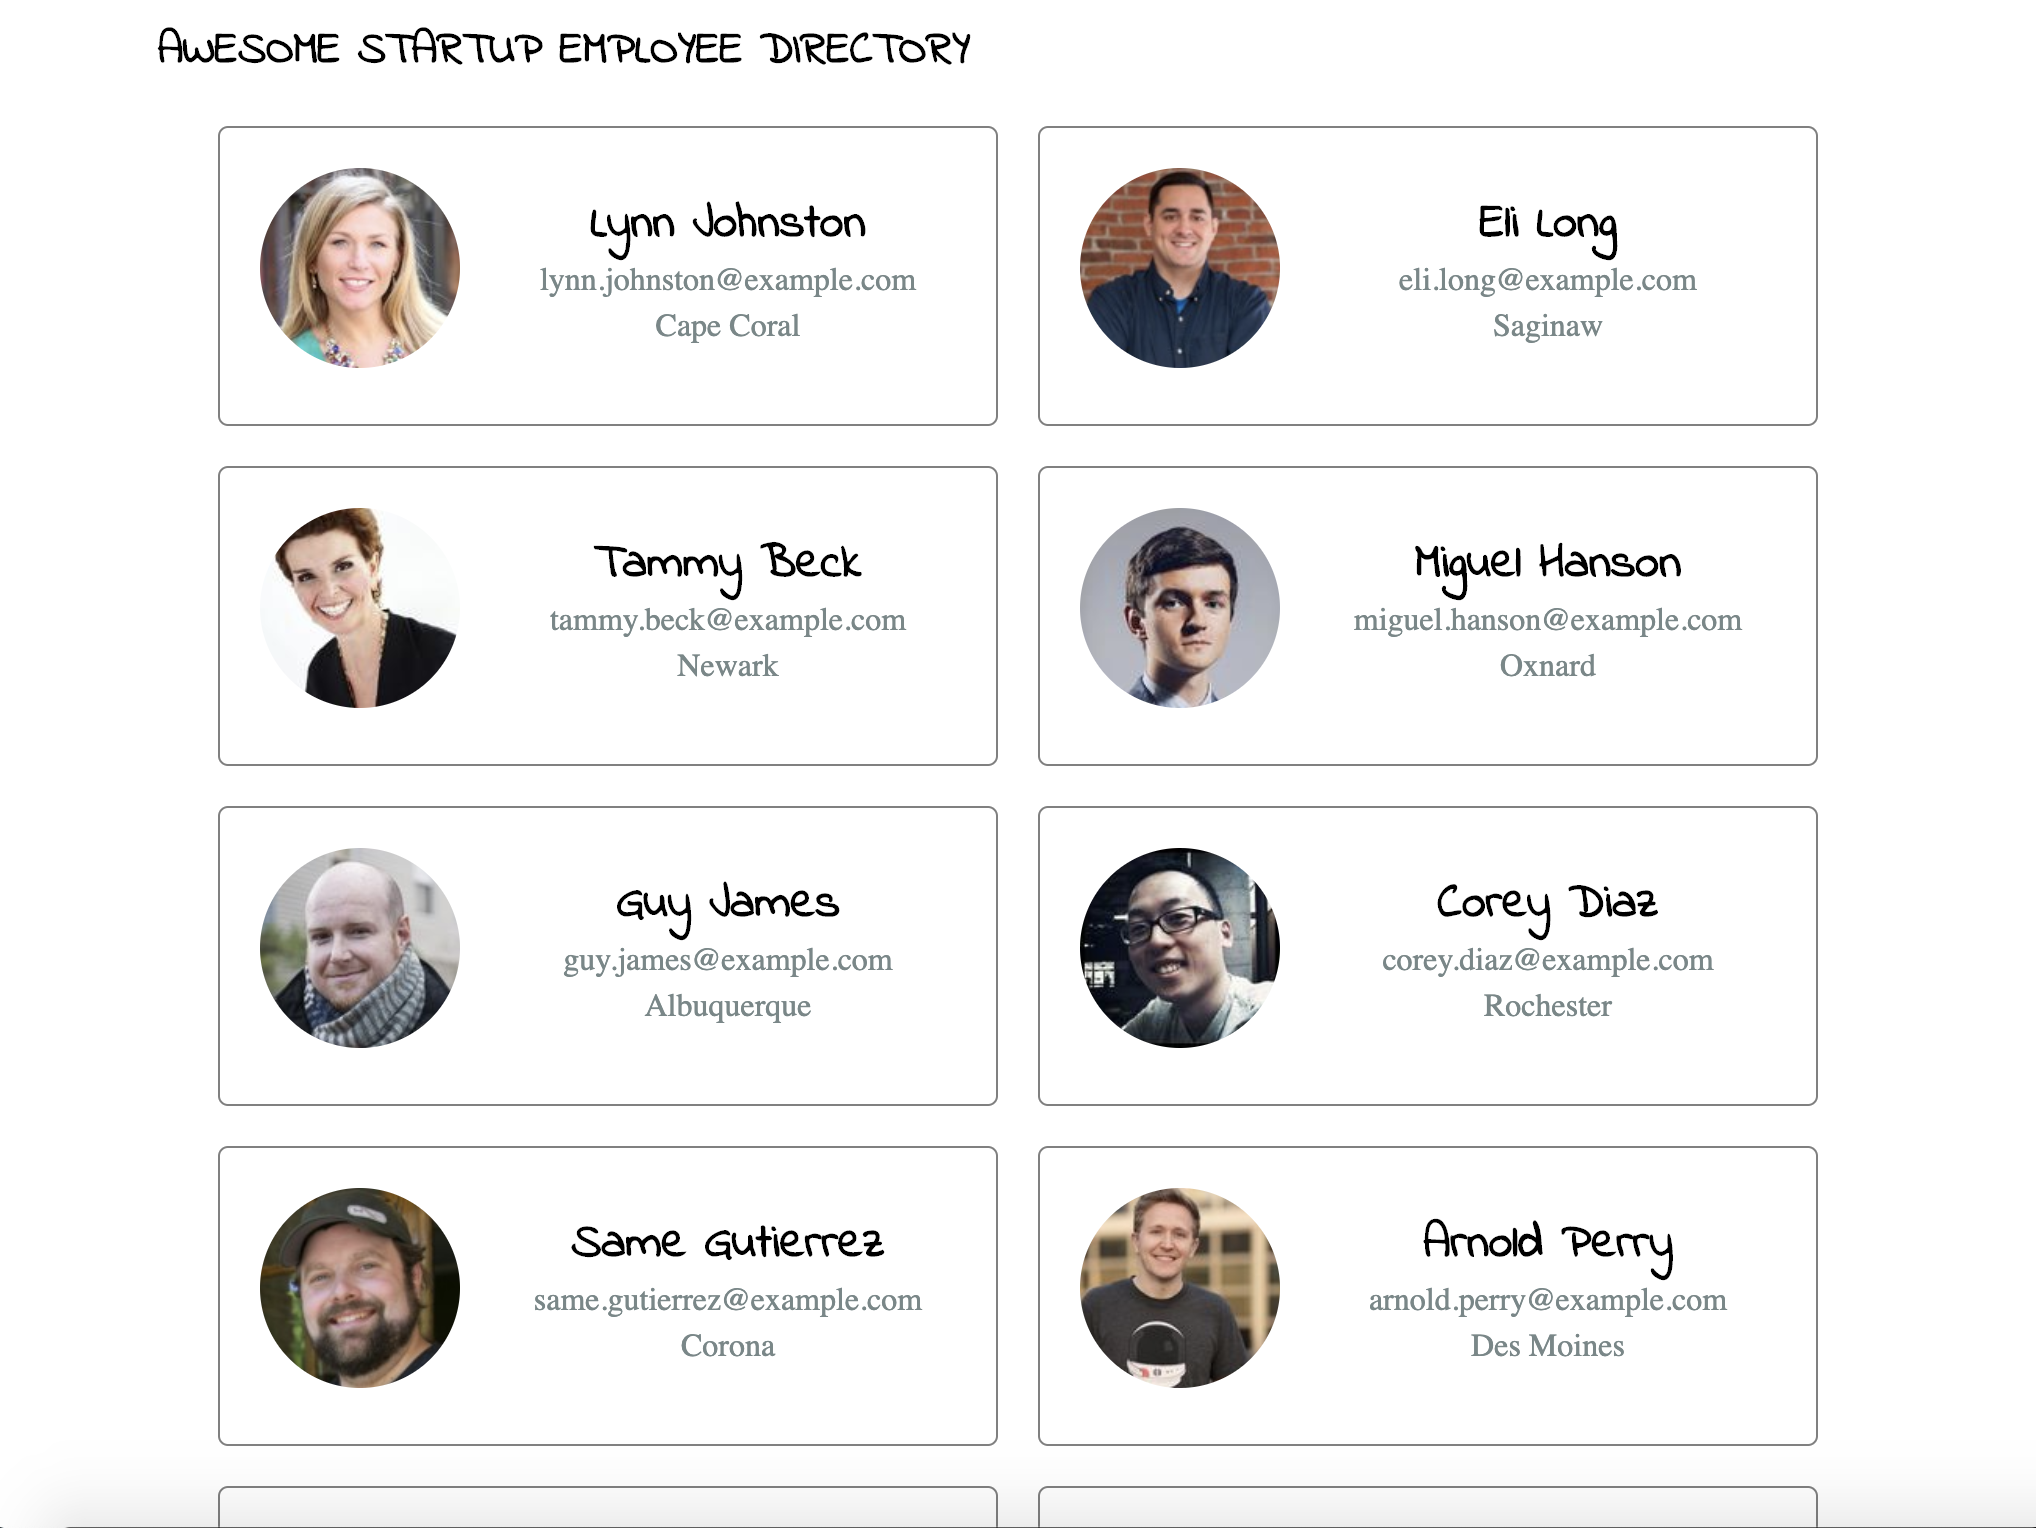 AWESOME STARTUP EMPLOYEE DIRECTORY
Lynn Johnston
lynn.johnston@example.com
Cape Coral
Eli Long
eli.long@example.com
Saginaw
Tammy Beck
tammy.beck@example.com
Newark
Miguel Hanson
miguel.hanson@example.com
Oxnard
Guy James
guy.james@example.com
Albuquerque
Corey Diaz
corey.diaz@example.com
Rochester
Same Gutierrez
same.gutierrez@example.com
Corona
Arnold Perry
arnold.perry@example.com
Des Moines